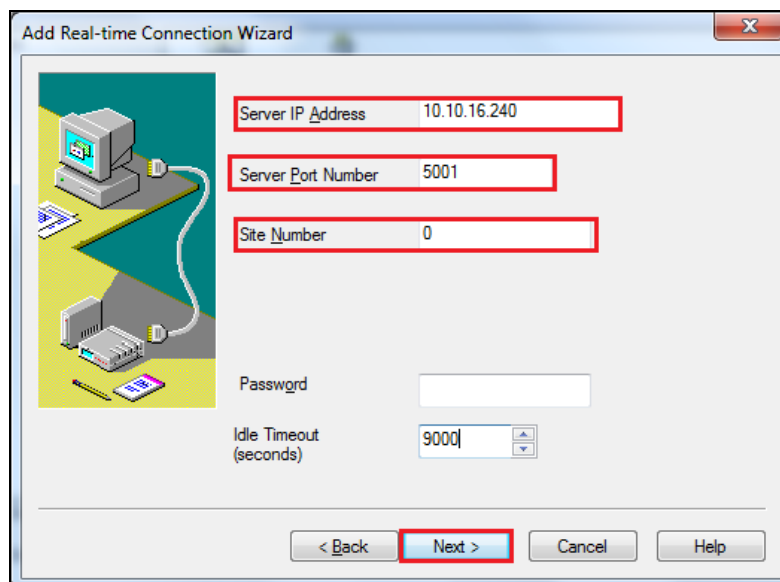 Add Real-time Connection Wizard
Server IP Address 10.10.16.240
Server Port Number 5001
Site Number 0
Password
Idle Timeout 9000
(seconds)
< Back Next > Cancel Help